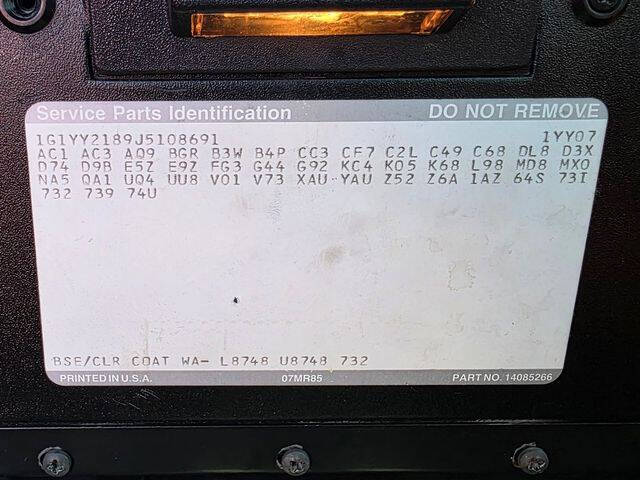 Service Parts Identification DO NOT REMOVE
1G1YY2189J5108691 1YY07
AC1 AC3 AQ9 BGR B3W B4P CC3 CF7 C2L C49 C68 DL8 D3X
D74 D9B E5Z E9Z FG3 G44 G92 KC4 K05 K68 L98 MD8 MX0
NA5 QA1 UQ4 UU8 V01 V73 XAU YAU Z52 Z6A 1AZ 64S 73I
732 739 74U
BSE/CLR COAT WA- L8748 U8748 732
PRINTED IN U.S.A. 07MR85 PART NO. 14085266